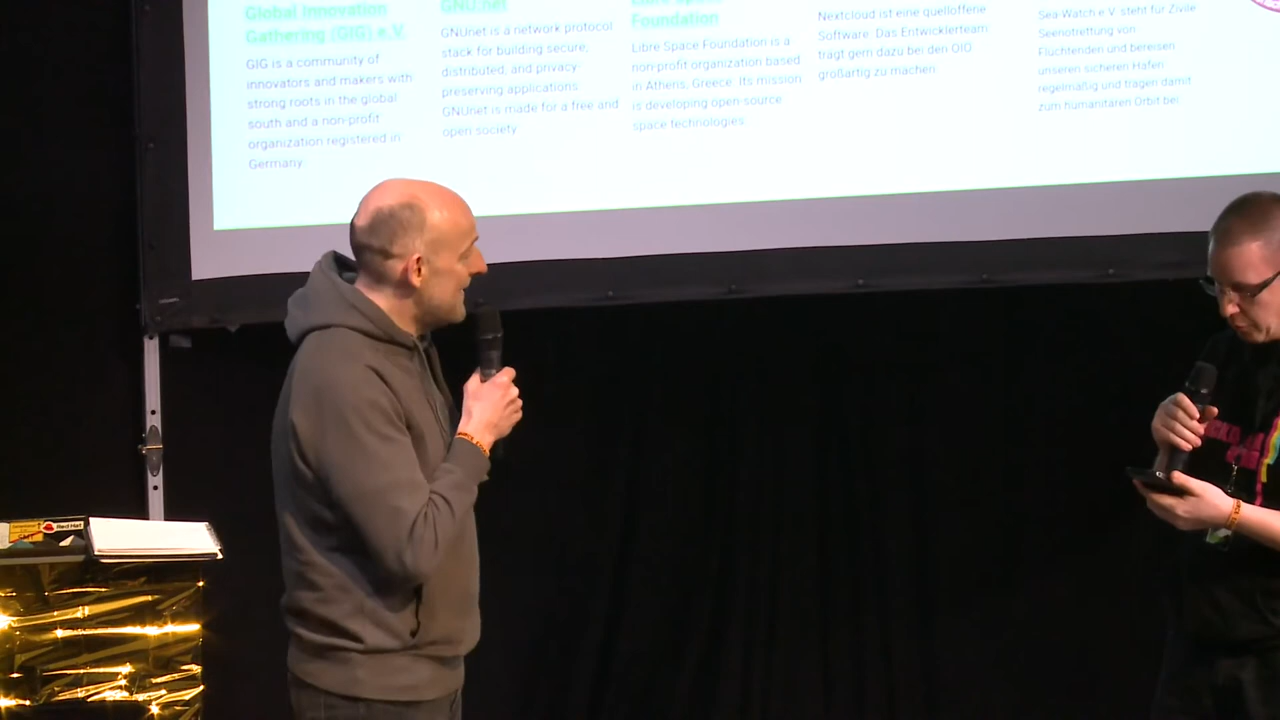 Global Innovation
Gathering (GIG) e.V.
GIG is a community of
innovators and makers with
strong roots in the global
south and a non-profit
organization registered in
Germany
GNUnet
GNUnet is a network protocol
stack for building secure,
distributed, and privacy-
preserving applications.
GNUnet is made for a free and
open society
Libre Space
Foundation
Libre Space Foundation is a
non-profit organization based
in Athens, Greece. Its mission
is developing open-source
space technologies.
Nextcloud ist eine quelloffene
Software. Das Entwicklerteam
tragt gern dazu bei den OIO
großartig zu machen
Sea-Watch e.V. steht für Zivile
Seenotrettung von
Flüchtenden und bereisen
unseren sicheren Hafen
regelmäßig und tragen damit
zum humanitären Orbit bei
Red Hat